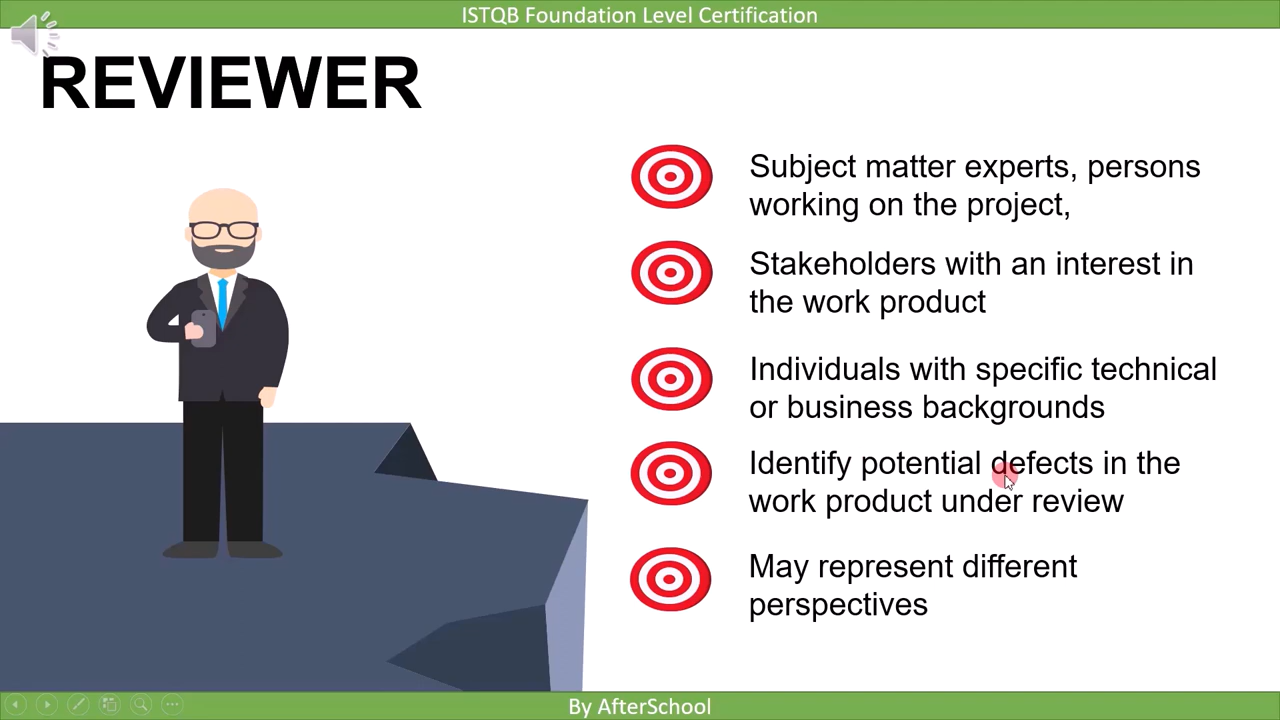 ISTQB Foundation Level Certification
REVIEWER
Subject matter experts, persons
working on the project,
Stakeholders with an interest in
the work product
Individuals with specific technical
or business backgrounds
Identify potential defects in the
work product under review
May represent different
perspectives
By AfterSchool